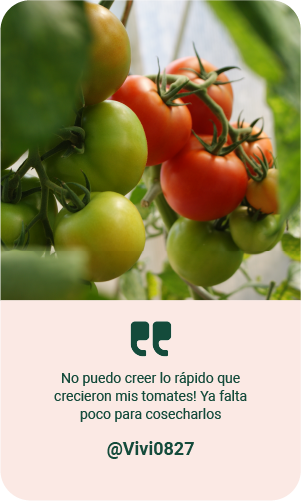 No puedo creer lo rápido que
crecieron mis tomates! Ya falta
poco para cosecharlos
@Vivi0827